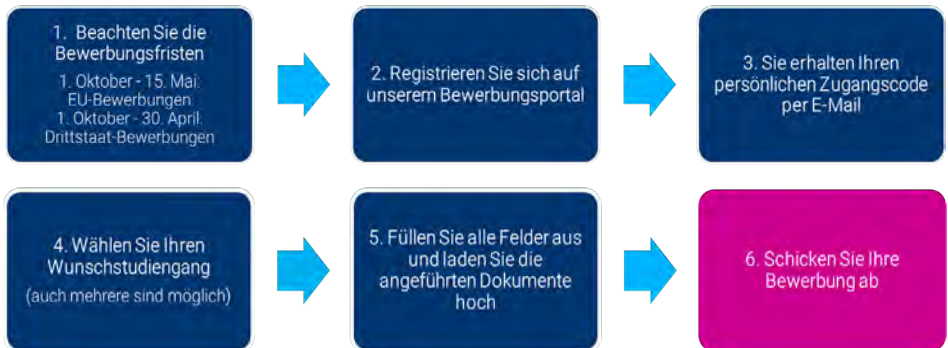 1. Beachten Sie die
Bewerbungsfristen
1. Oktober - 15. Mai:
EU-Bewerbungen
1. Oktober - 30. April:
Drittstaat-Bewerbungen
2. Registrieren Sie sich auf
unserem Bewerbungsportal
3. Sie erhalten Ihren
persönlichen Zugangscode
per E-Mail
4. Wählen Sie Ihren
Wunschstudiengang
(auch mehrere sind möglich)
5. Füllen Sie alle Felder aus
und laden Sie die
angeführten Dokumente
hoch
6. Schicken Sie Ihre
Bewerbung ab